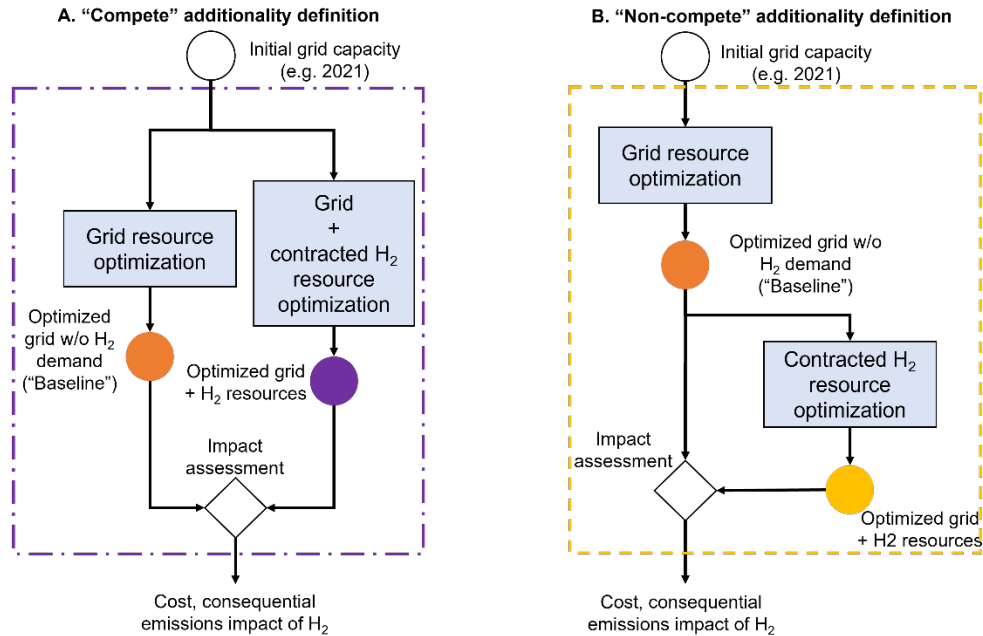 A. “Compete” additionality definition
Initial grid capacity
(e.g. 2021)
Grid resource
optimization
Grid
+
contracted H₂
resource
optimization
Optimized
grid w/o H₂
demand
(“Baseline”)
Optimized grid
+ H₂ resources
Impact
assessment
Cost, consequential
emissions impact of H₂
B. “Non-compete” additionality definition
Initial grid capacity
(e.g. 2021)
Grid resource
optimization
Optimized grid w/o
H₂ demand
(“Baseline”)
Contracted H₂
resource
optimization
Impact
assessment
Optimized grid
+ H2 resources
Cost, consequential
emissions impact of H₂